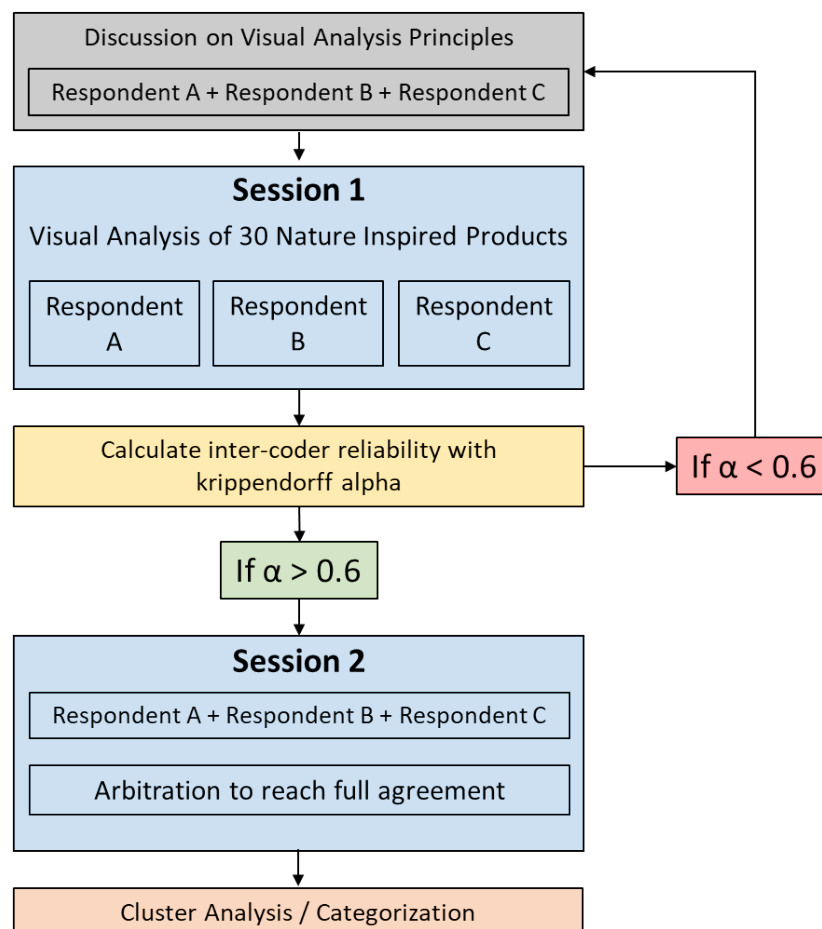 Discussion on Visual Analysis Principles
Respondent A + Respondent B + Respondent C
Session 1
Visual Analysis of 30 Nature Inspired Products
Respondent
A
Respondent
B
Respondent
C
Calculate inter-coder reliability with
krippendorff alpha
If α < 0.6
If α > 0.6
Session 2
Respondent A + Respondent B + Respondent C
Arbitration to reach full agreement
Cluster Analysis / Categorization